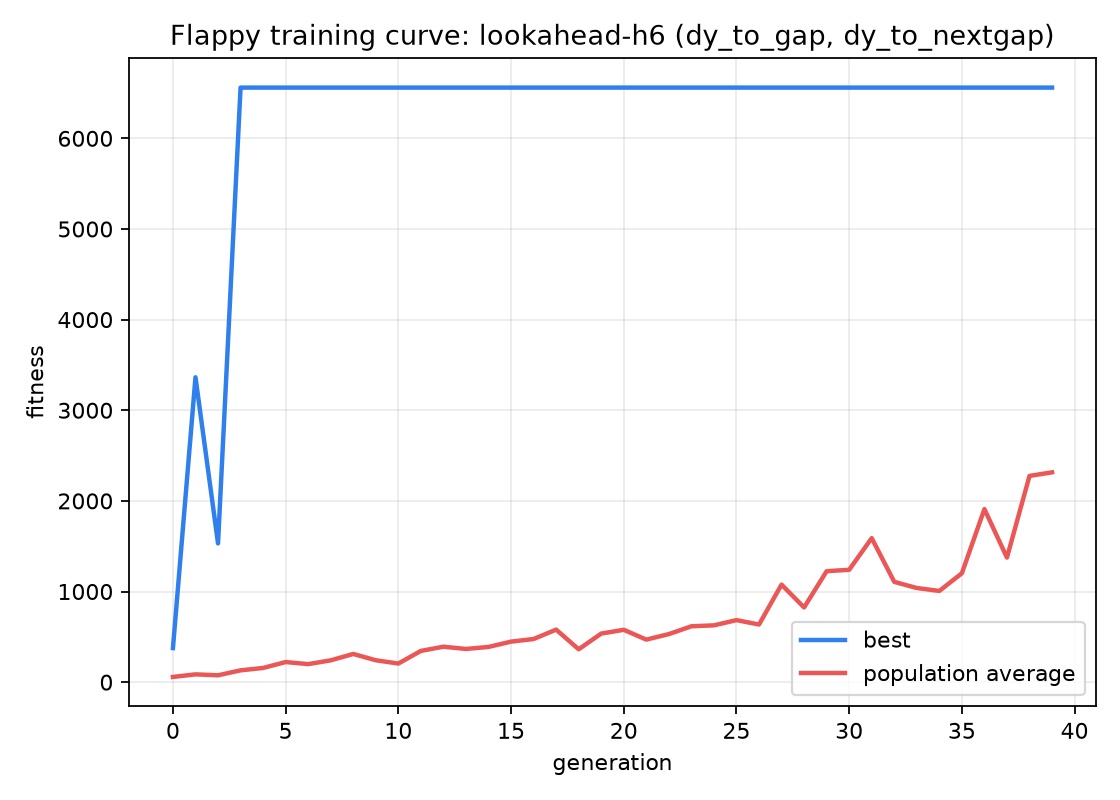 Flappy training curve: lookahead-h6 (dy_to_gap, dy_to_nextgap)
6000
5000
4000
3000
2000
1000
0
fitness
best
population average
0 5 10 15 20 25 30 35 40
generation